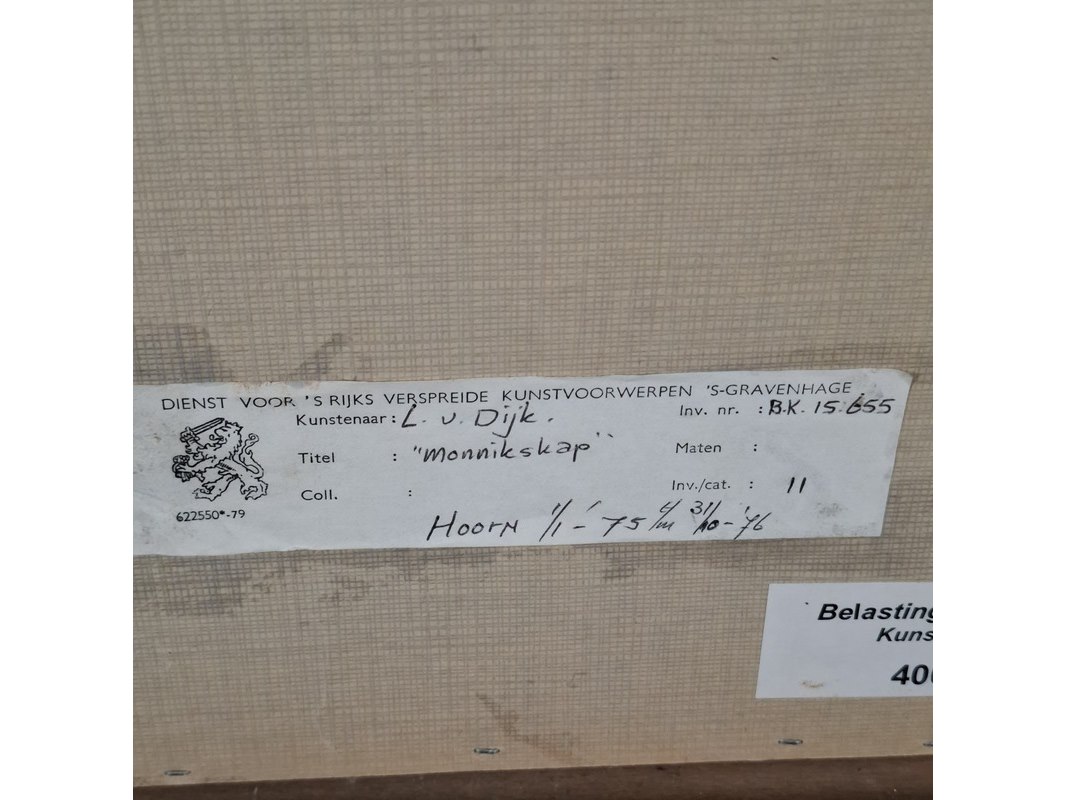 DIENST VOOR 'S RIJKS VERSPREIDE KUNSTVOORWERPEN 'S-GRAVENHAGE
Kunstenaar: L. v. Dijk. Inv. nr. : B.K. 15.655
Titel : "monnikskap" Maten :
Coll. : Inv./cat. : 11
622550*-79
Hoorn 1/1-'75 t/m 31/10-'76
Belasting
Kuns
40